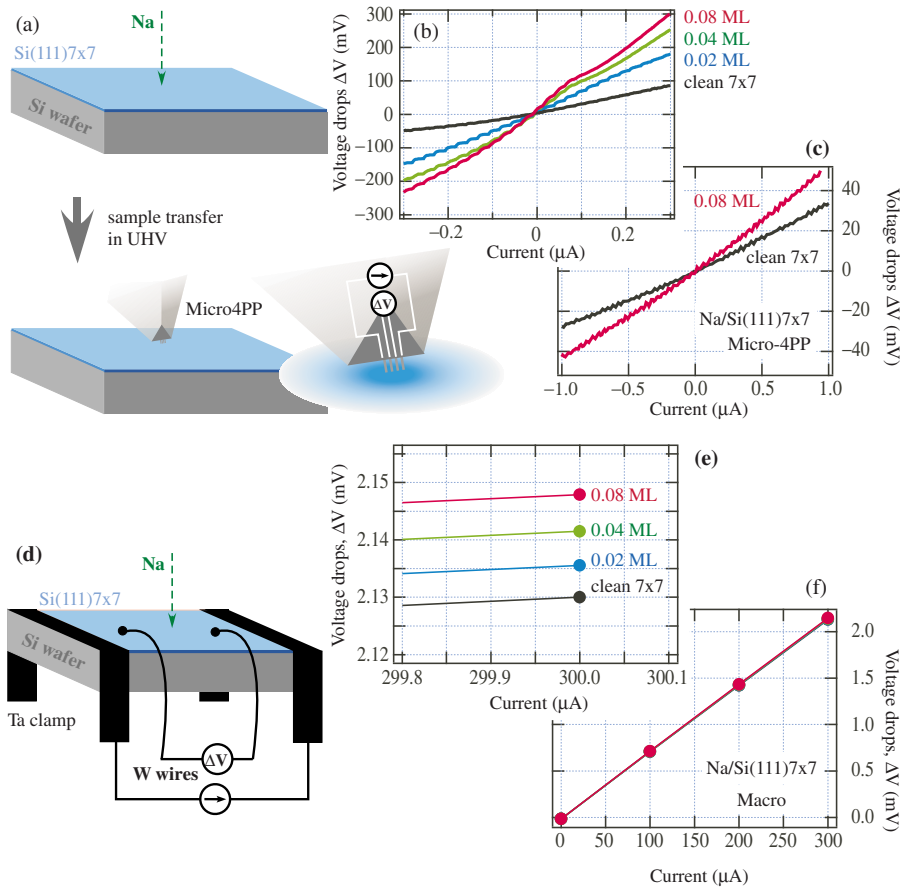 (a)
Na
Si(111)7x7
Si wafer
sample transfer
in UHV
Micro4PP
ΔV
(b)
Voltage drops ΔV (mV)
300
200
100
0
−100
−200
−300
−0.2
0
0.2
Current (μA)
0.08 ML
0.04 ML
0.02 ML
clean 7x7
(c)
0.08 ML
clean 7x7
Na/Si(111)7x7
Micro-4PP
40
20
0
−20
−40
Voltage drops ΔV (mV)
−1.0
−0.5
0.0
0.5
1.0
Current (μA)
(d)
Na
Si(111)7x7
Si wafer
Ta clamp
W wires
ΔV
(e)
Voltage drops, ΔV (mV)
2.15
2.14
2.13
2.12
0.08 ML
0.04 ML
0.02 ML
clean 7x7
299.8
299.9
300.0
300.1
Current (μA)
(f)
2.0
1.5
1.0
0.5
0.0
Voltage drops, ΔV (mV)
Na/Si(111)7x7
Macro
0
50
100
150
200
250
300
Current (μA)